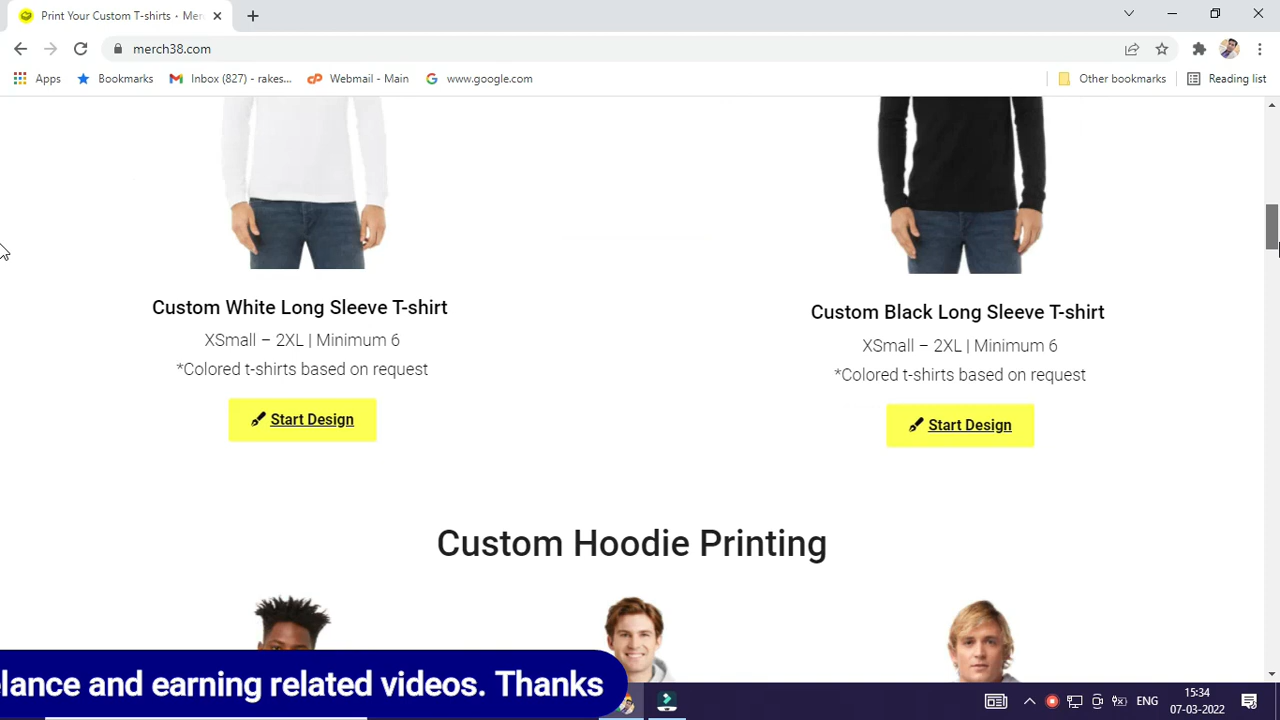 Print Your Custom T-shirts • Mer
merch38.com
Apps
Bookmarks
Inbox (827) - rakes...
Webmail - Main
www.google.com
Other bookmarks
Reading list
Custom White Long Sleeve T-shirt
XSmall – 2XL | Minimum 6
*Colored t-shirts based on request
Start Design
Custom Black Long Sleeve T-shirt
XSmall – 2XL | Minimum 6
*Colored t-shirts based on request
Start Design
Custom Hoodie Printing
elance and earning related videos. Thanks
ENG
15:34
07-03-2022